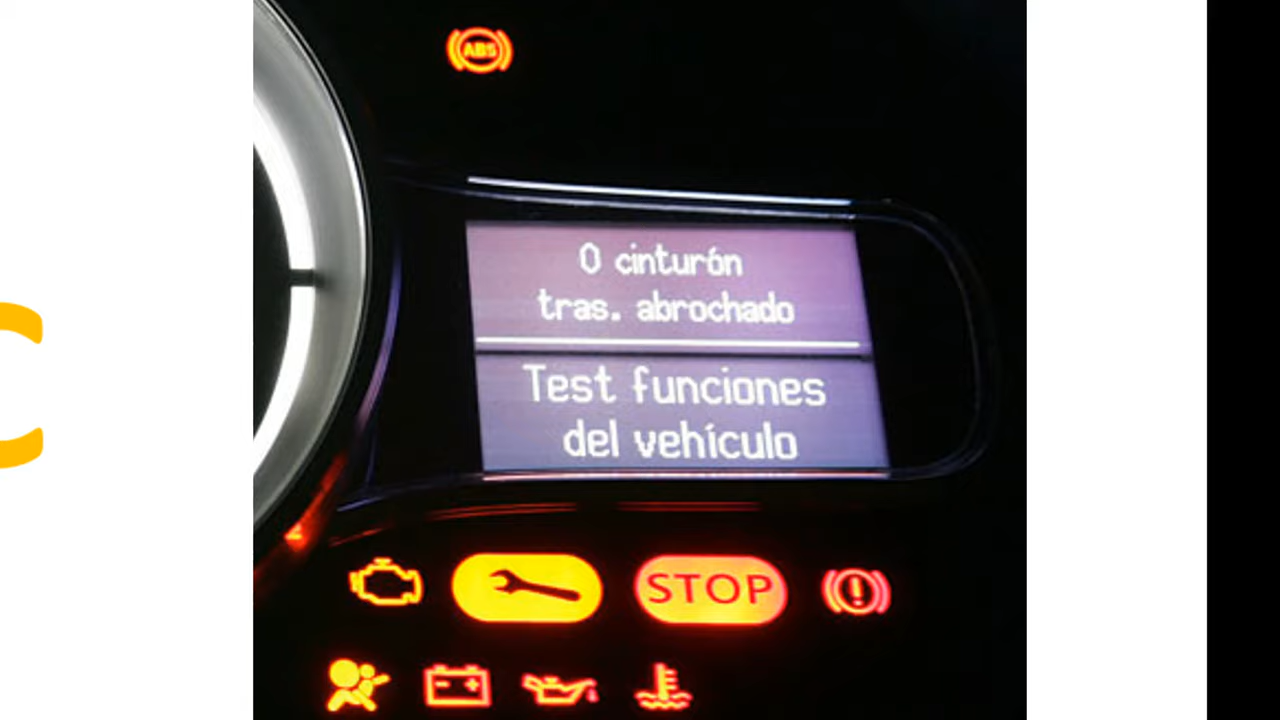 ABS
0 cinturón
tras. abrochado
Test funciones
del vehículo
STOP